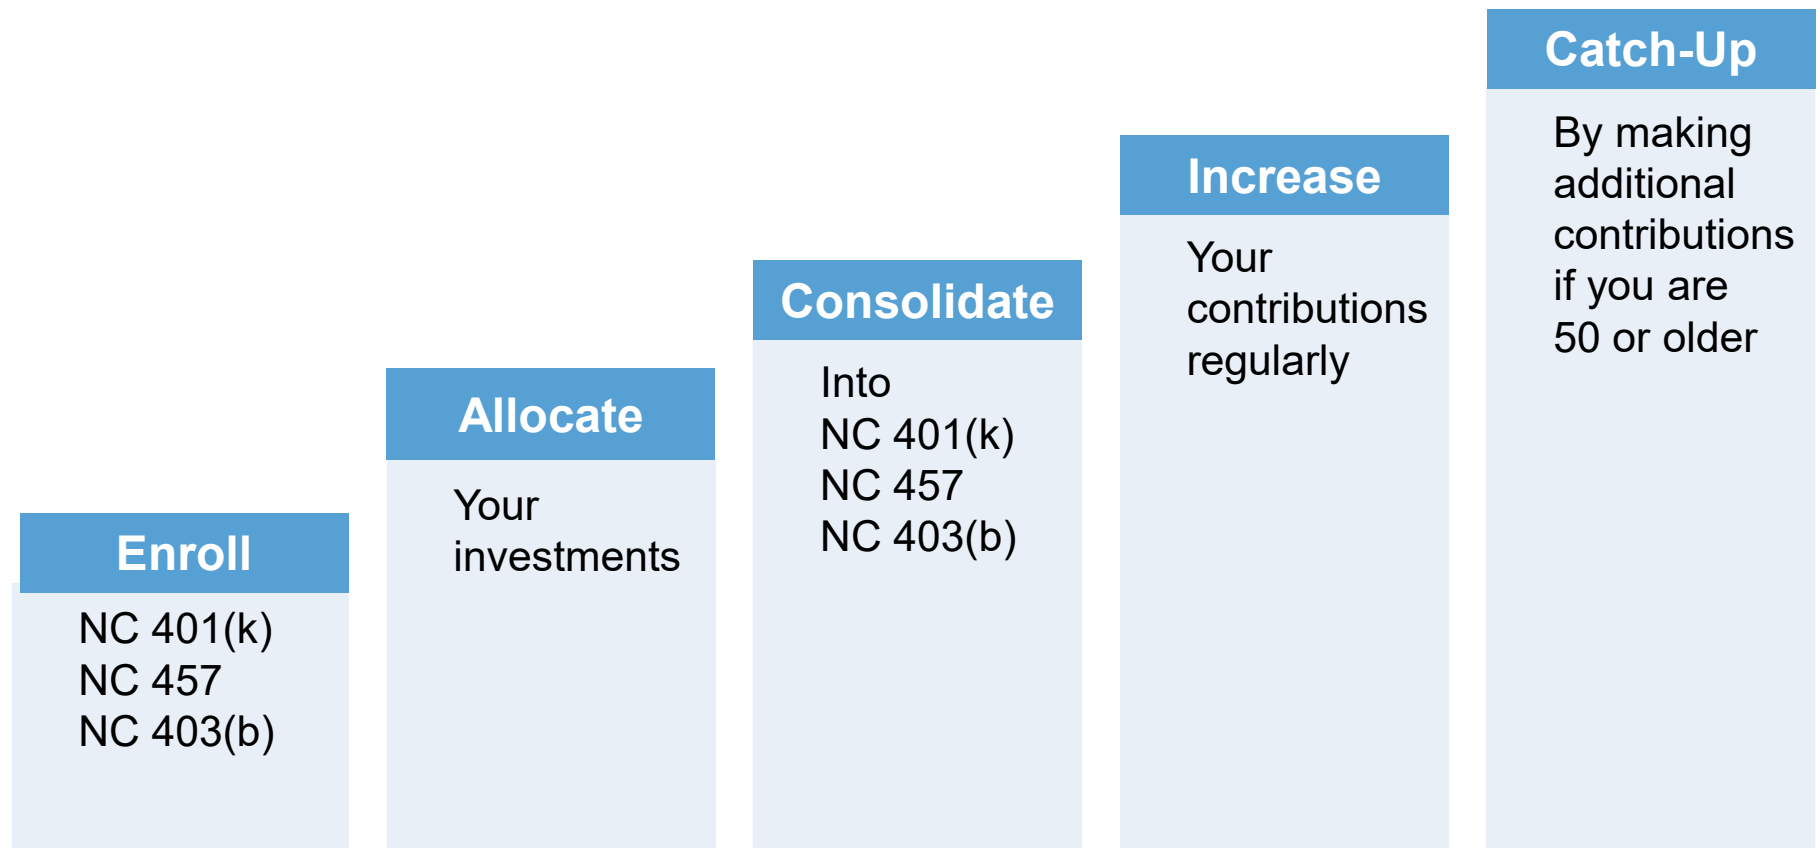 Enroll
NC 401(k)
NC 457
NC 403(b)
Allocate
Your
investments
Consolidate
Into
NC 401(k)
NC 457
NC 403(b)
Increase
Your
contributions
regularly
Catch-Up
By making
additional
contributions
if you are
50 or older